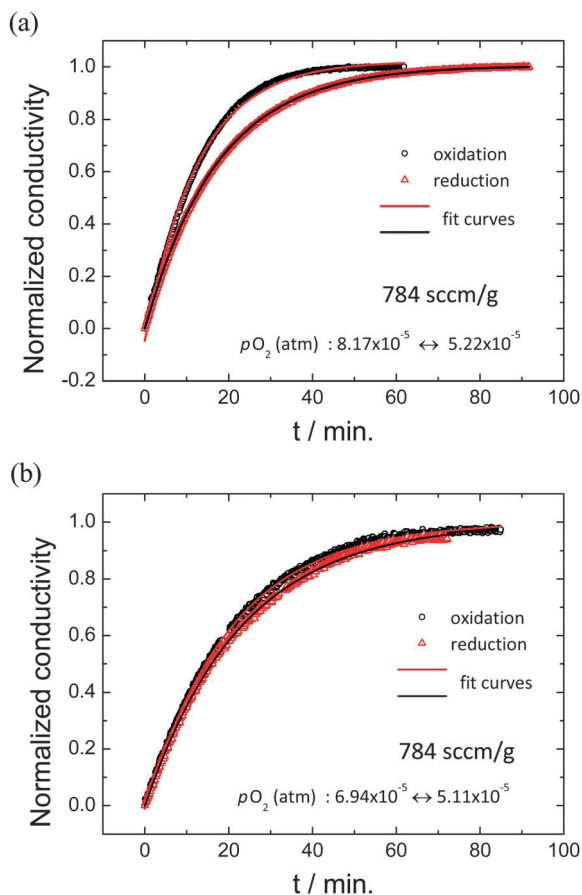 (a)
Normalized conductivity
1.0
0.8
0.6
0.4
0.2
0.0
-0.2
oxidation
reduction
fit curves
784 sccm/g
pO₂ (atm) : 8.17x10⁻⁵ ↔ 5.22x10⁻⁵
0 20 40 60 80 100
t / min.
(b)
Normalized conductivity
1.0
0.8
0.6
0.4
0.2
0.0
oxidation
reduction
fit curves
784 sccm/g
pO₂ (atm) : 6.94x10⁻⁵ ↔ 5.11x10⁻⁵
0 20 40 60 80 100
t / min.